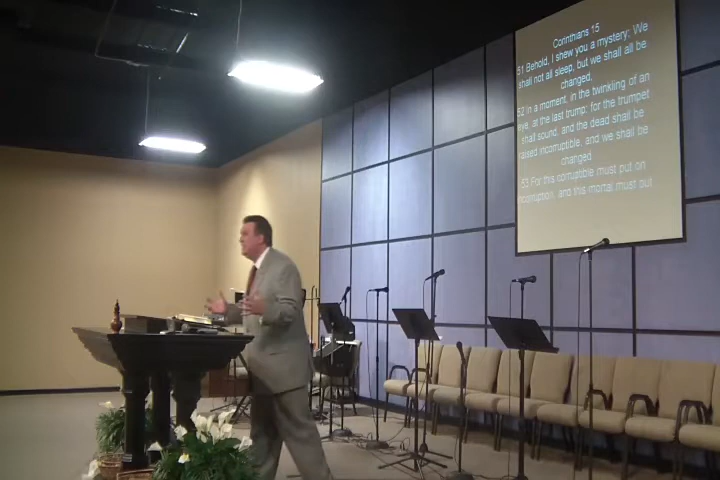 Corinthians 15
51 Behold, I shew you a mystery; We
shall not all sleep, but we shall all be
changed,
52 In a moment, in the twinkling of an
eye, at the last trump: for the trumpet
shall sound, and the dead shall be
raised incorruptible, and we shall be
changed
53 For this corruptible must put on
incorruption, and this mortal must put